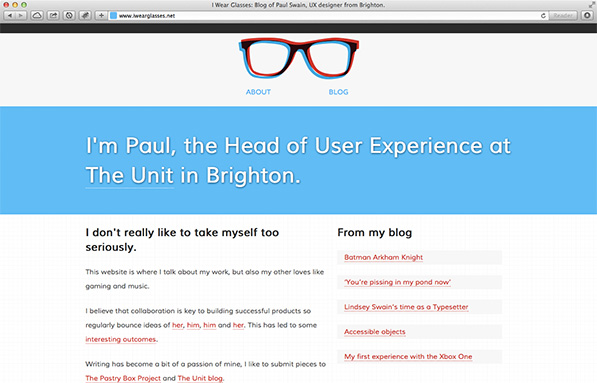 I Wear Glasses: Blog of Paul Swain, UX designer from Brighton.
www.iwearglasses.net
Reader
ABOUT
BLOG
I'm Paul, the Head of User Experience at
The Unit in Brighton.
I don't really like to take myself too
seriously.
This website is where I talk about my work, but also my other loves like
gaming and music.
I believe that collaboration is key to building successful products so
regularly bounce ideas of her, him, him and her. This has led to some
interesting outcomes.
Writing has become a bit of a passion of mine, I like to submit pieces to
The Pastry Box Project and The Unit blog.
From my blog
Batman Arkham Knight
'You're pissing in my pond now'
Lindsey Swain's time as a Typesetter
Accessible objects
My first experience with the Xbox One